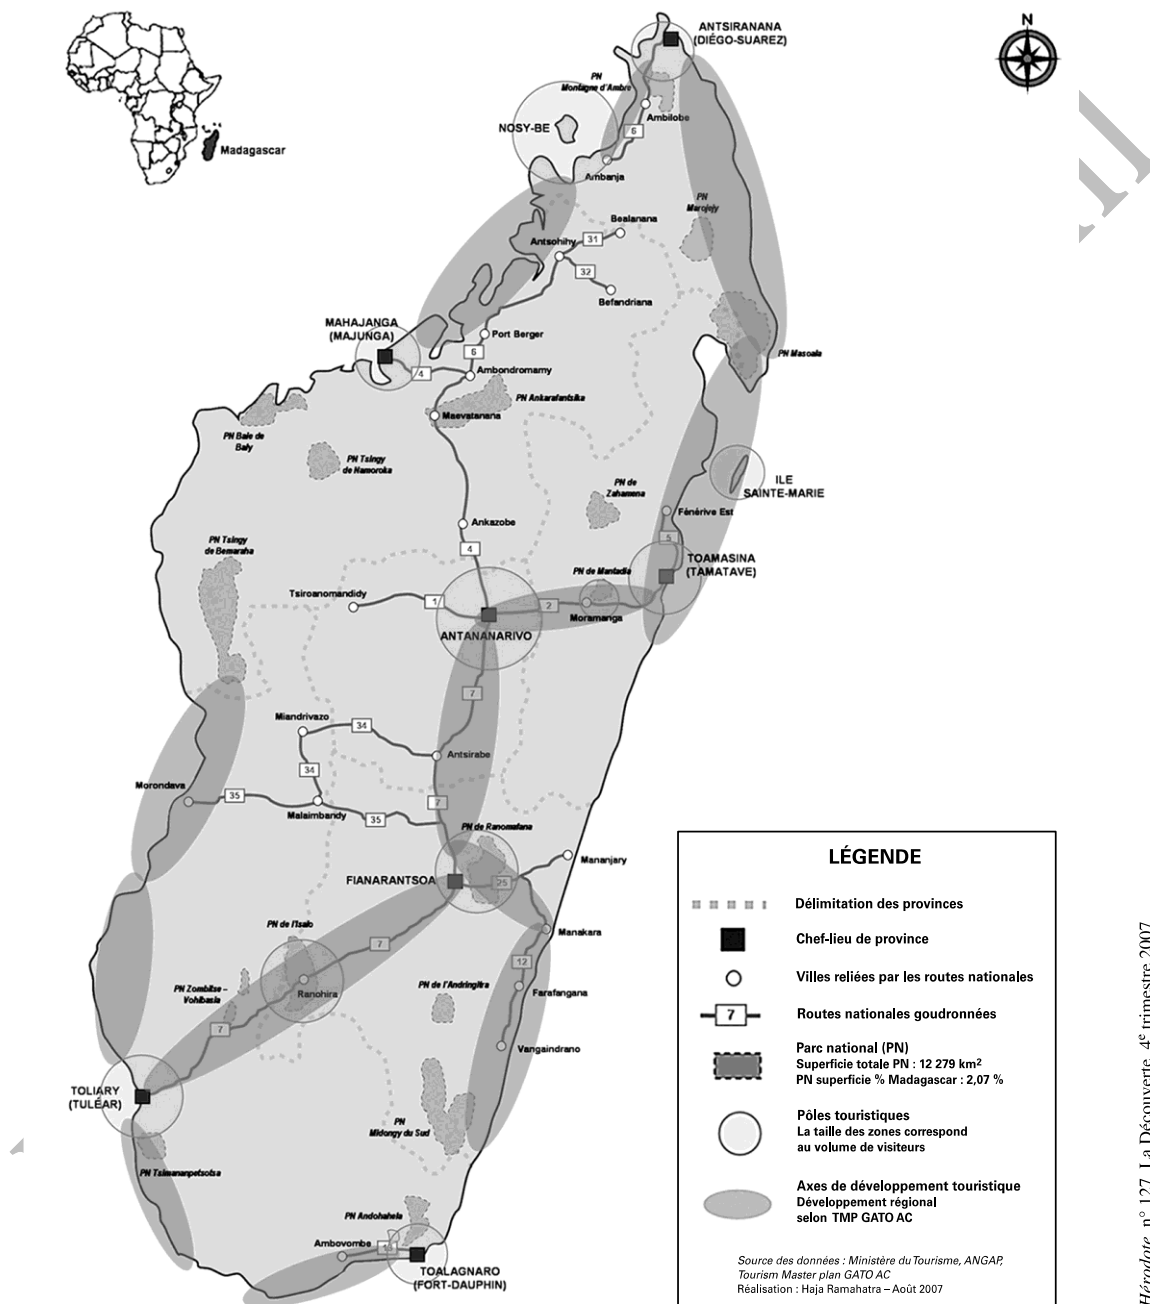 ANTSIRANANA
(DIÉGO-SUAREZ)
N
PN
Montagne d'Ambre
Ambilobe
NOSY-BE
6
Ambanja
Madagascar
PN
Marojejy
Bealanana
Antsohihy
31
32
Befandriana
MAHAJANGA
(MAJUNGA)
Port Berger
6
4
Ambondromamy
PN Masoala
PN Ankarafantsika
Maevatanana
PN Baie de
Baly
PN Tsingy
de Namoroka
PN de
Zahamena
ILE
SAINTE-MARIE
Fénérive Est
Ankazobe
5
4
PN Tsingy
de Bemaraha
TOAMASINA
(TAMATAVE)
PN de Mantadia
Tsiroanomandidy
1
2
Moramanga
ANTANANARIVO
7
Miandrivazo
34
Antsirabe
34
Morondava
35
7
Malaimbandy
35
PN de Ranomafana
Mananjary
FIANARANTSOA
25
PN de l'Isalo
Manakara
7
12
Ranohira
PN Zombitse –
Vohibasia
PN de l'Andringitra
Farafangana
7
Vangaindrano
TOLIARY
(TULÉAR)
PN
Midongy du Sud
PN Tsimananpetsotsa
PN Andohahela
Ambovombe
TOALAGNARO
(FORT-DAUPHIN)
LÉGENDE
Délimitation des provinces
Chef-lieu de province
Villes reliées par les routes nationales
7
Routes nationales goudronnées
Parc national (PN)
Superficie totale PN : 12 279 km²
PN superficie % Madagascar : 2,07 %
Pôles touristiques
La taille des zones correspond
au volume de visiteurs
Axes de développement touristique
Développement régional
selon TMP GATO AC
Source des données : Ministère du Tourisme, ANGAP,
Tourism Master plan GATO AC
Réalisation : Haja Ramahatra – Août 2007
Hérodote, n° 127, La Découverte, 4e trimestre 2007